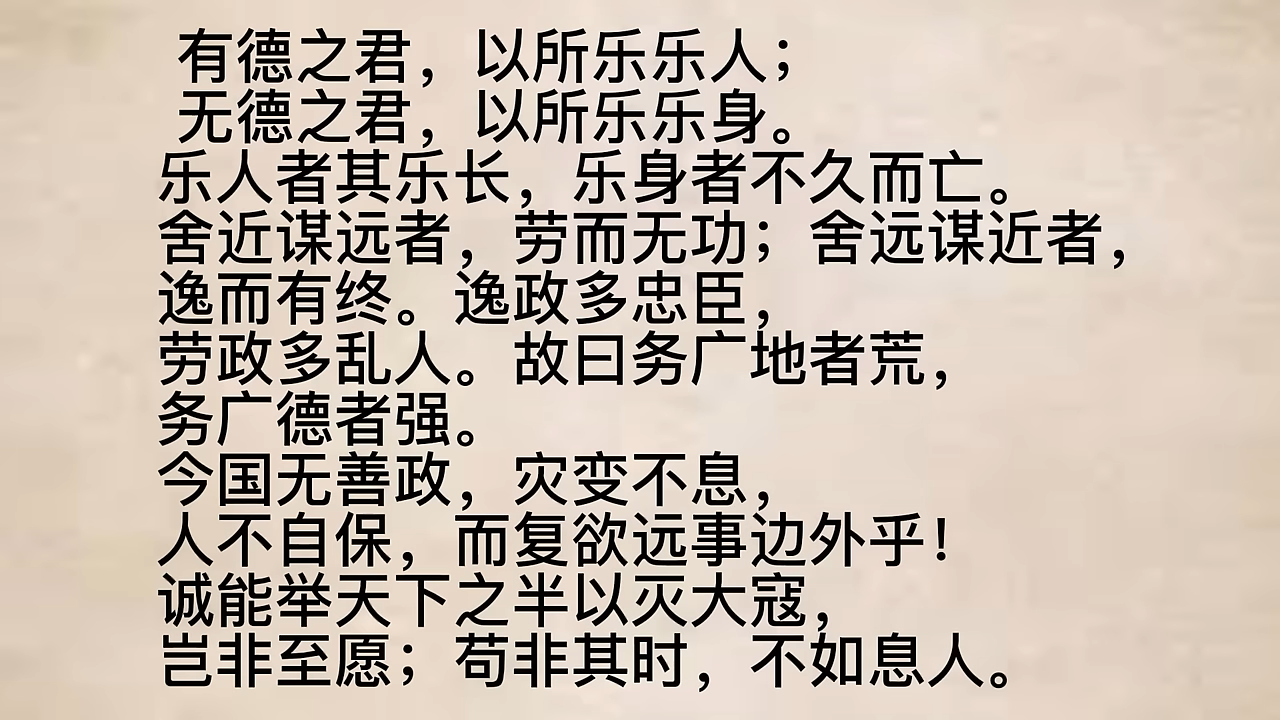 有德之君，以所乐乐人；
无德之君，以所乐乐身。
乐人者其乐长，乐身者不久而亡。
舍近谋远者，劳而无功；舍远谋近者，
逸而有终。逸政多忠臣，
劳政多乱人。故曰务广地者荒，
务广德者强。
今国无善政，灾变不息，
人不自保，而复欲远事边外乎！
诚能举天下之半以灭大寇，
岂非至愿；苟非其时，不如息人。